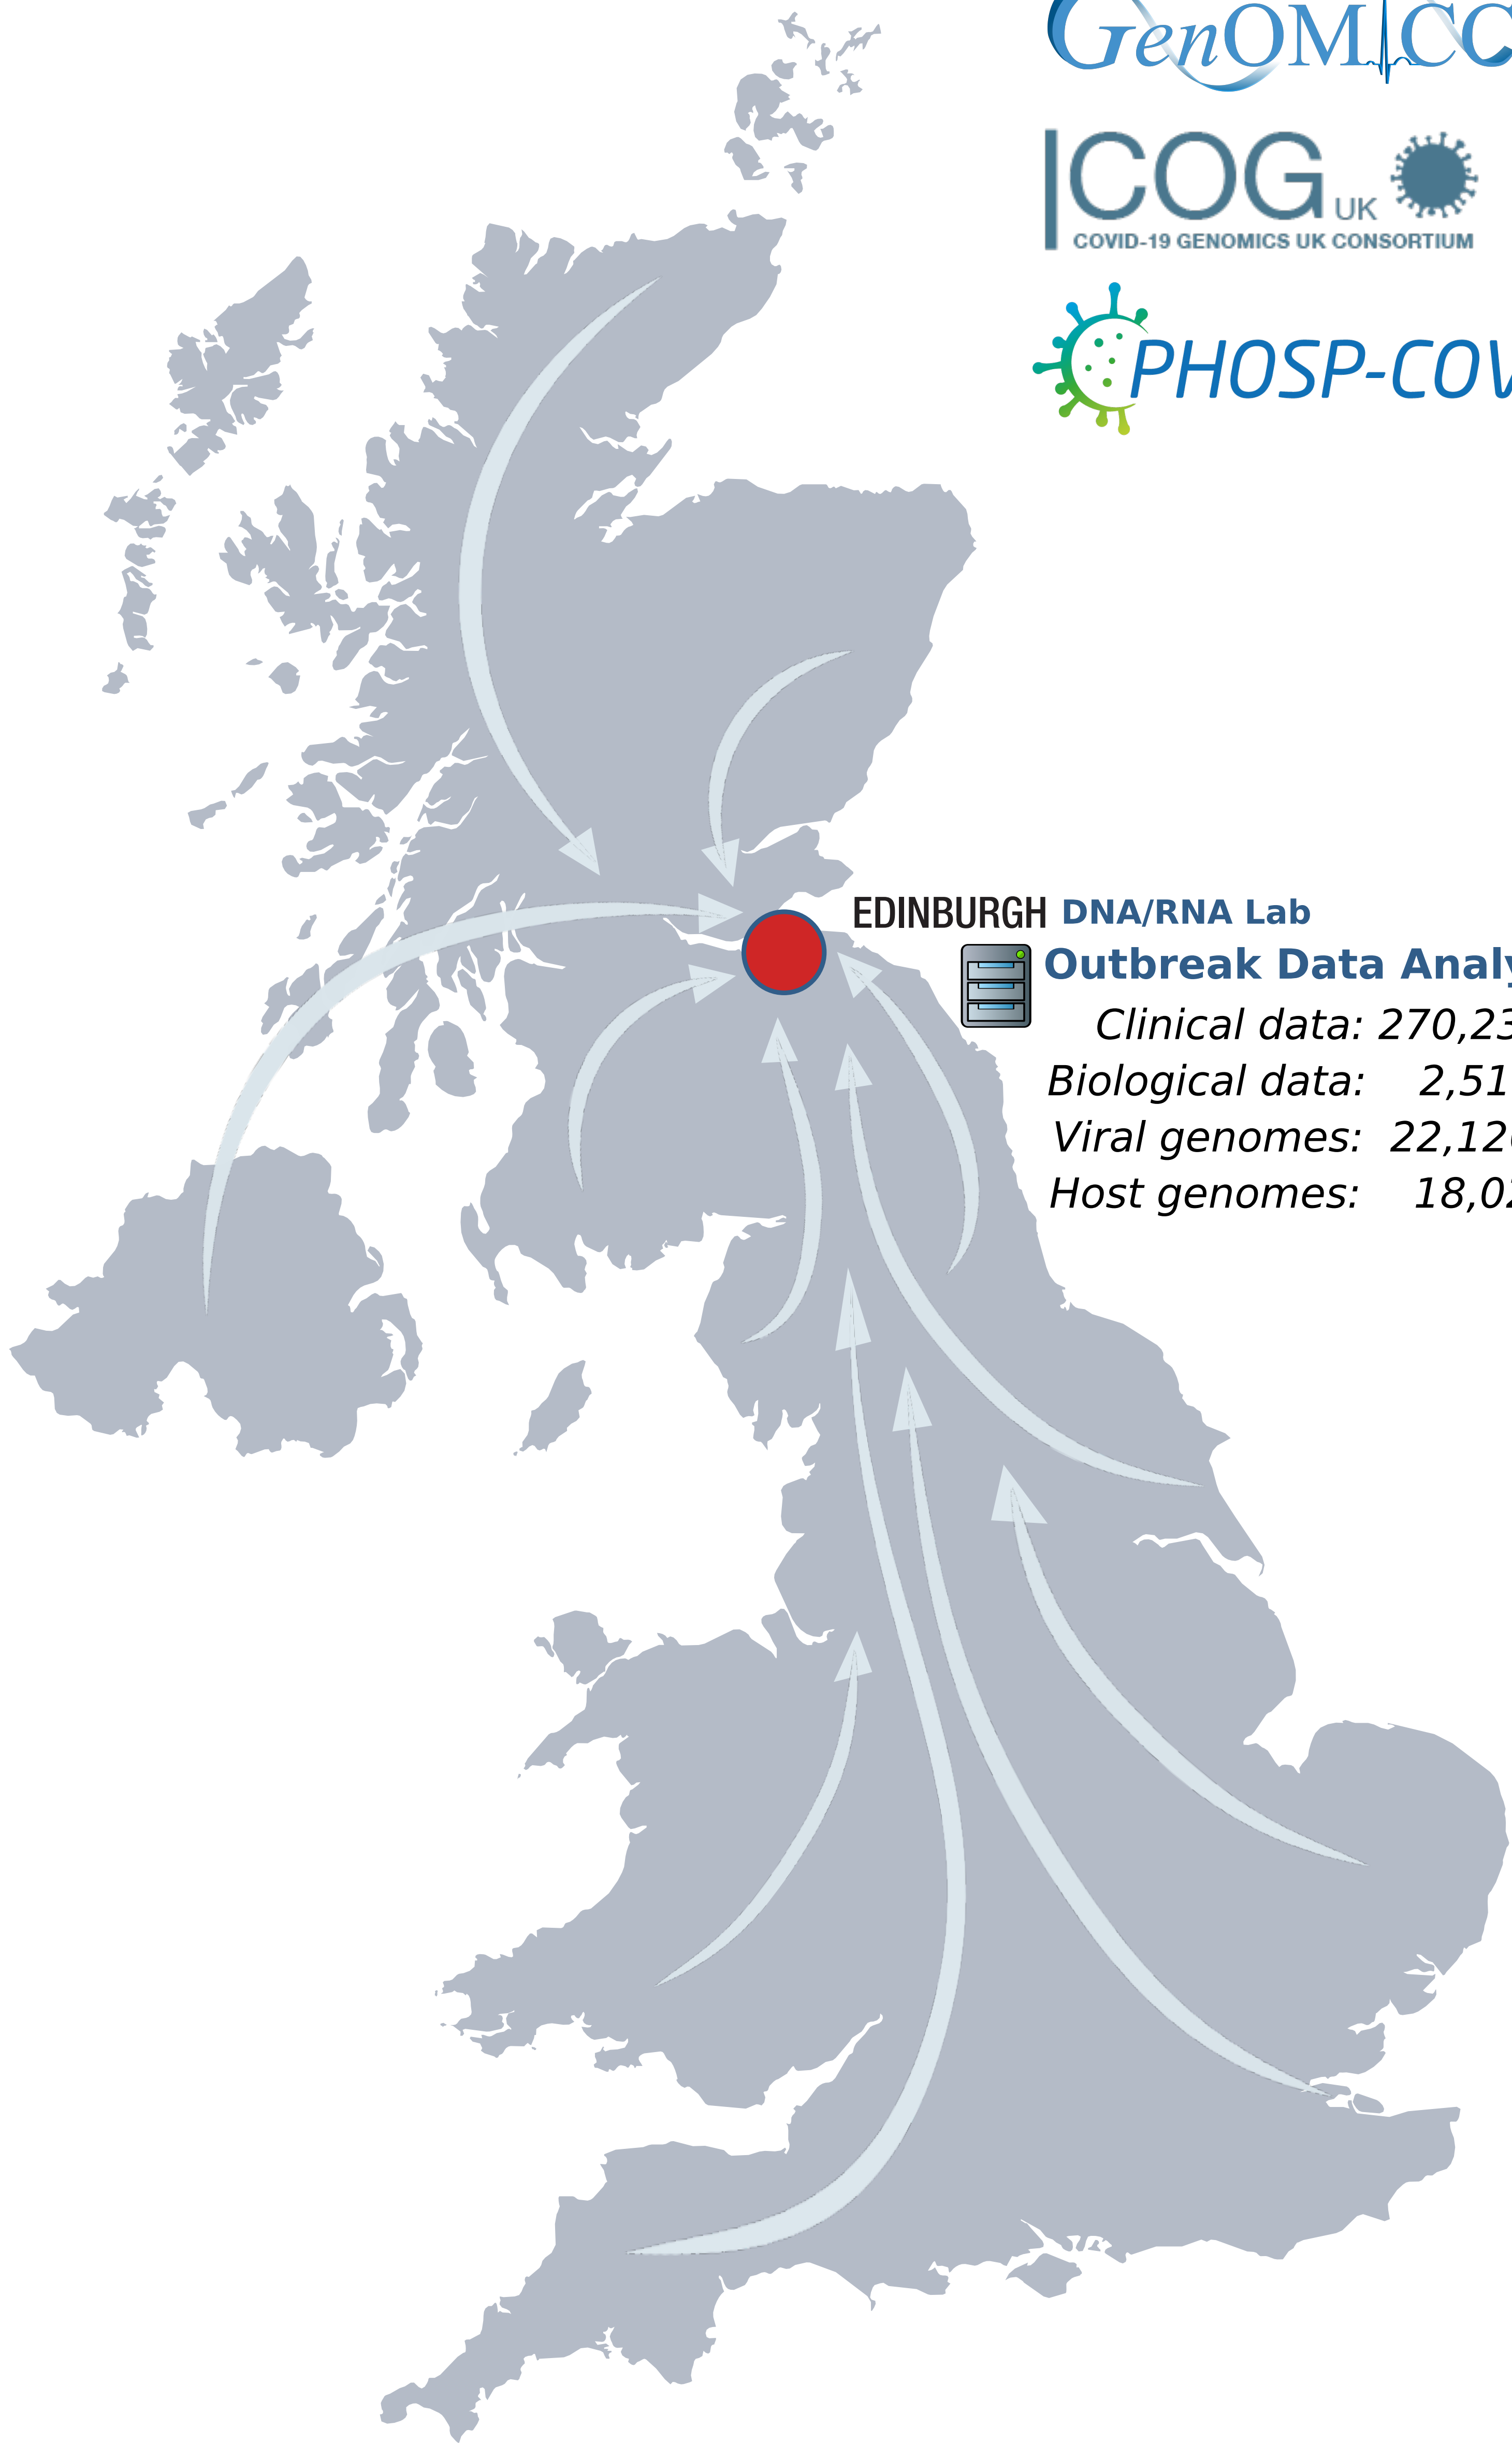 GenOMICC
COG UK
COVID-19 GENOMICS UK CONSORTIUM
PHOSP-COV
EDINBURGH DNA/RNA Lab
Outbreak Data Analy
Clinical data: 270,23
Biological data: 2,51
Viral genomes: 22,12
Host genomes: 18,02